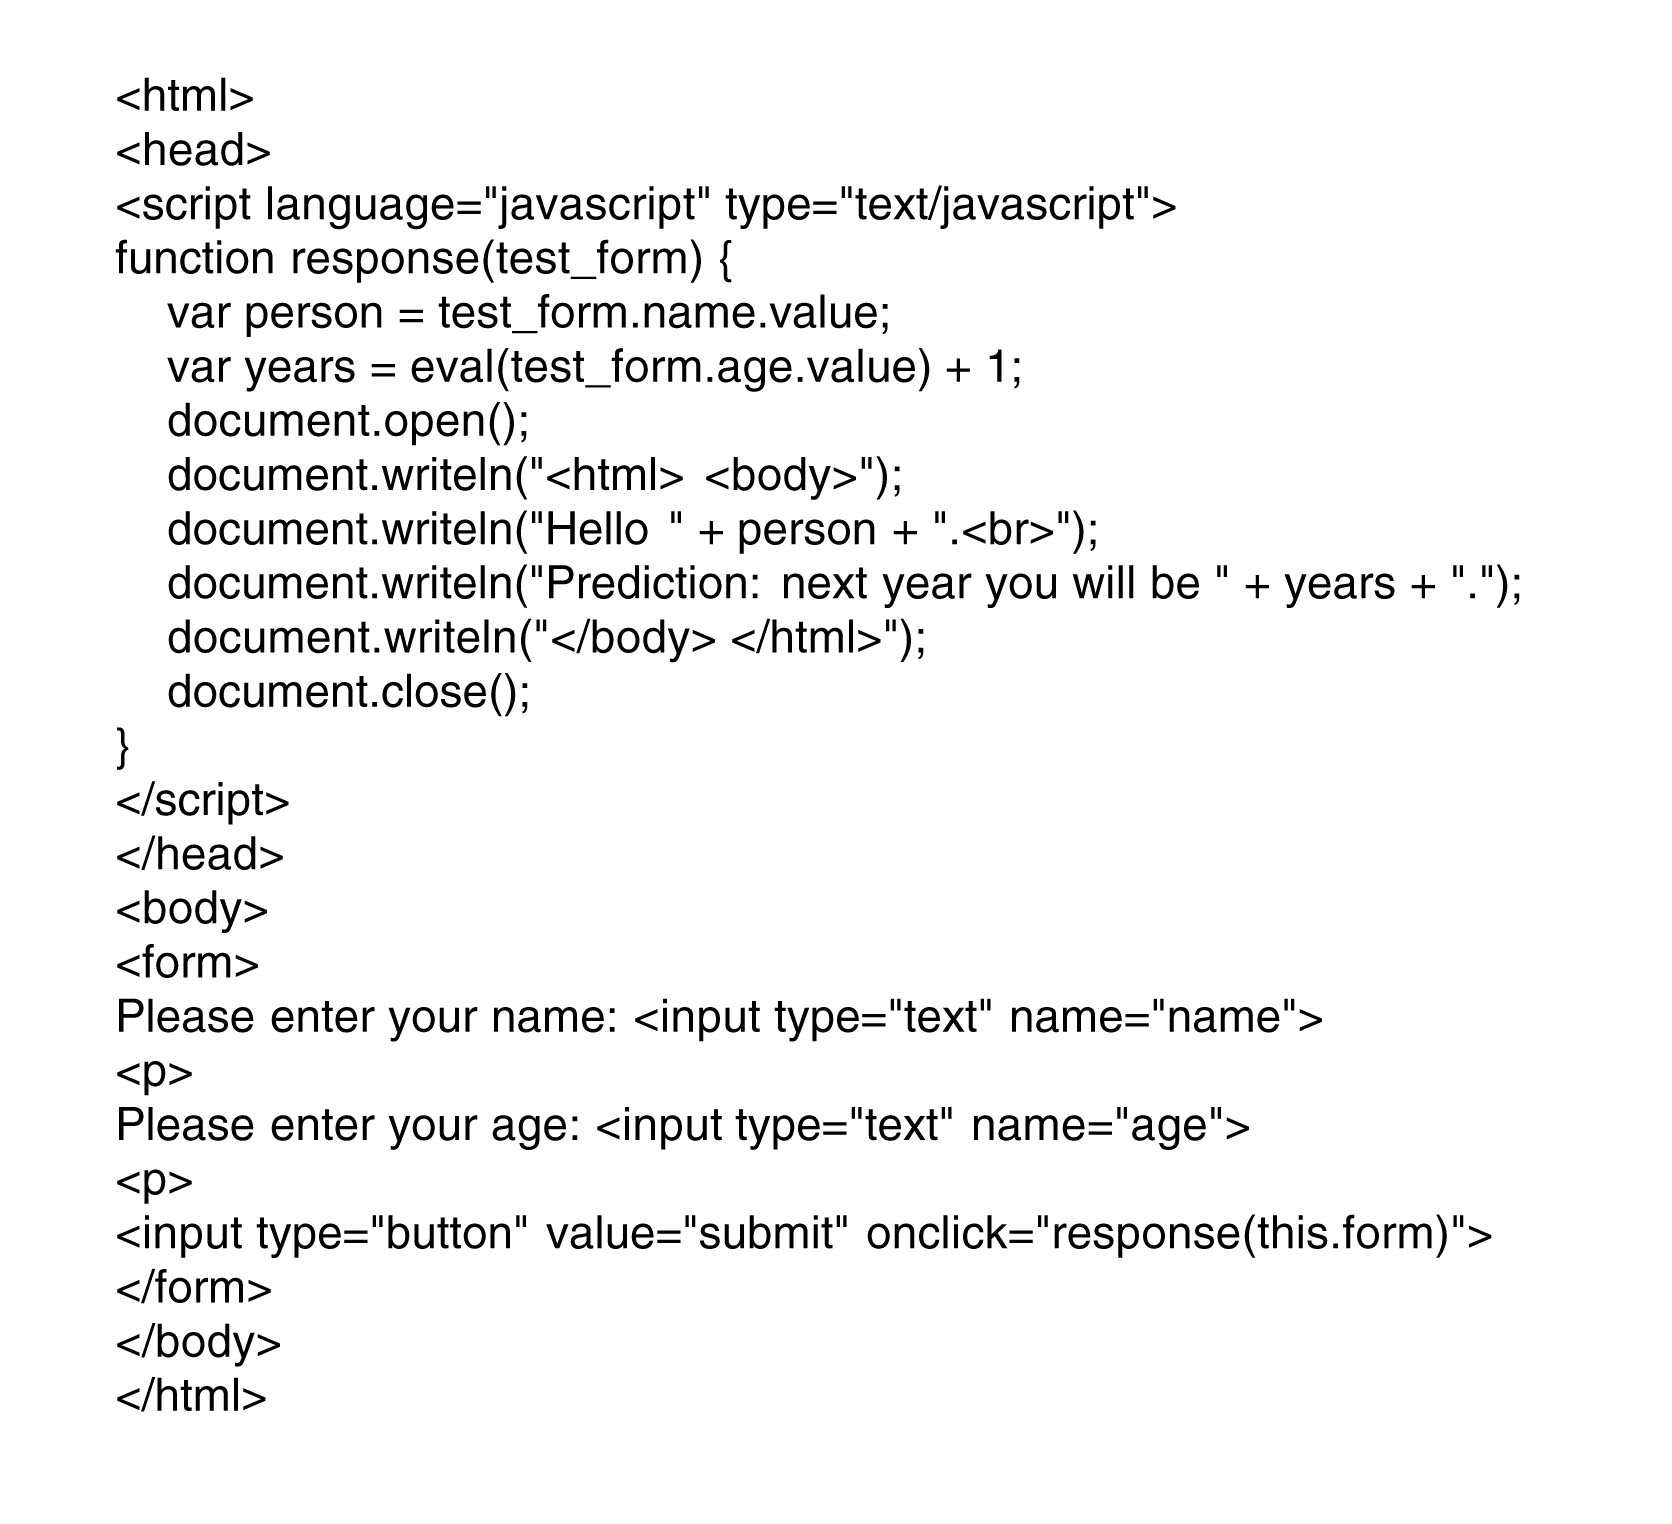 <html>
<head>
<script language="javascript" type="text/javascript">
function response(test_form) {
    var person = test_form.name.value;
    var years = eval(test_form.age.value) + 1;
    document.open();
    document.writeln("<html> <body>");
    document.writeln("Hello " + person + ".<br>");
    document.writeln("Prediction: next year you will be " + years + ".");
    document.writeln("</body> </html>");
    document.close();
}
</script>
</head>
<body>
<form>
Please enter your name: <input type="text" name="name">
<p>
Please enter your age: <input type="text" name="age">
<p>
<input type="button" value="submit" onclick="response(this.form)">
</form>
</body>
</html>